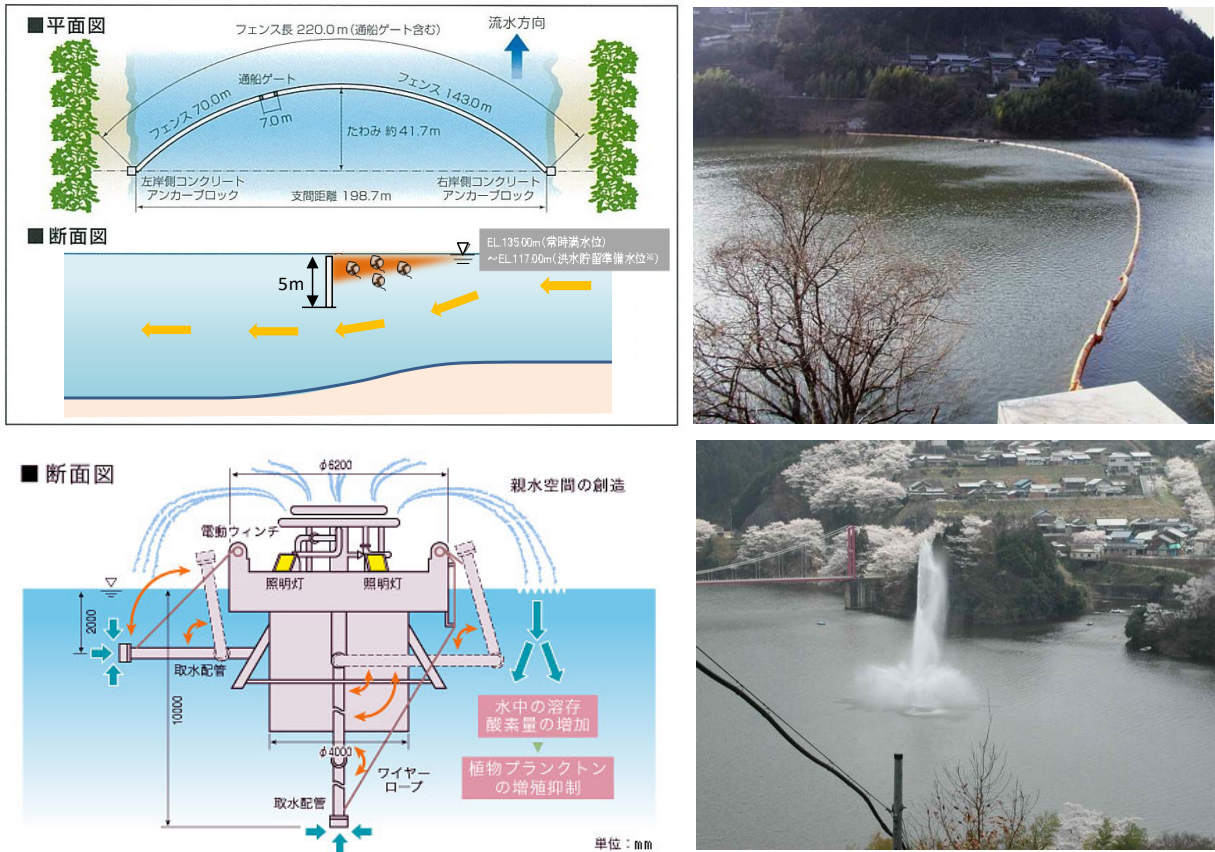 ■平面図
フェンス長 220.0m(通船ゲート含む)
流水方向
通船ゲート
フェンス 70.0m
フェンス 143.0m
7.0m
たわみ 約41.7m
左岸側コンクリート
アンカーブロック
右岸側コンクリート
アンカーブロック
支間距離 198.7m
■断面図
EL.135.00m(常時満水位)
～EL.117.00m(洪水貯留準備水位※)
5m
■断面図
φ6200
親水空間の創造
電動ウィンチ
照明灯
照明灯
2000
取水配管
10000
水中の溶存
酸素量の増加
φ4000
植物プランクトン
の増殖抑制
ワイヤー
ロープ
取水配管
単位：mm